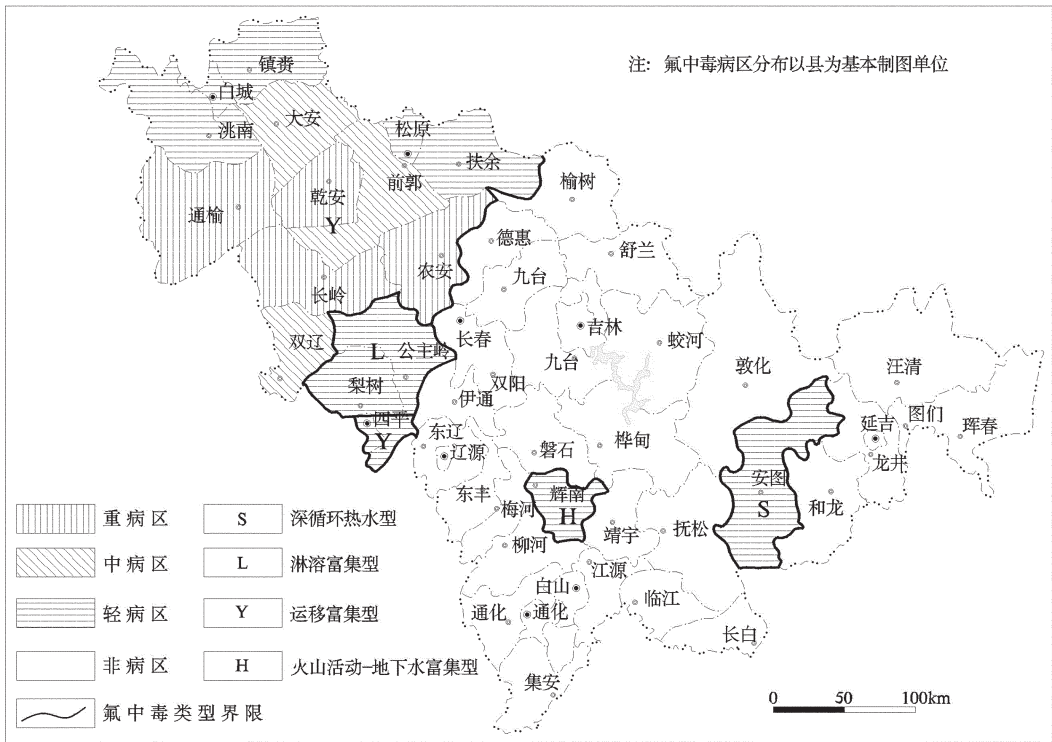 注：氟中毒病区分布以县为基本制图单位
镇赉
白城
大安
洮南
松原
扶余
前郭
榆树
乾安
通榆
Y
德惠
舒兰
农安
九台
长岭
双辽
长春
吉林
L
公主岭
九台
蛟河
敦化
汪清
梨树
双阳
伊通
四平
Y
东辽
辽源
磐石
桦甸
延吉
图们
珲春
龙井
东丰
梅河
辉南
H
安图
S
和龙
靖宇
抚松
柳河
江源
白山
通化
通化
临江
长白
集安
重病区
S
深循环热水型
中病区
L
淋溶富集型
轻病区
Y
运移富集型
非病区
H
火山活动-地下水富集型
氟中毒类型界限
0 50 100km